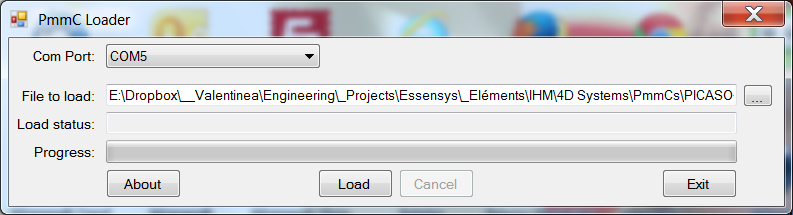 PmmC Loader
Com Port: COM5
File to load: E:\Dropbox\__Valentinea\Engineering\_Projects\Essensys\_Eléments\IHM\4D Systems\PmmCs\PICASO ...
Load status:
Progress:
About Load Cancel Exit